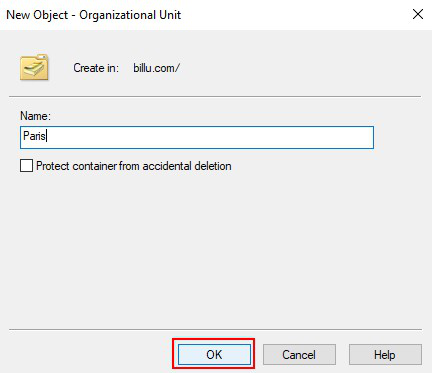 New Object - Organizational Unit
Create in: billu.com/
Name:
Paris
Protect container from accidental deletion
OK Cancel Help